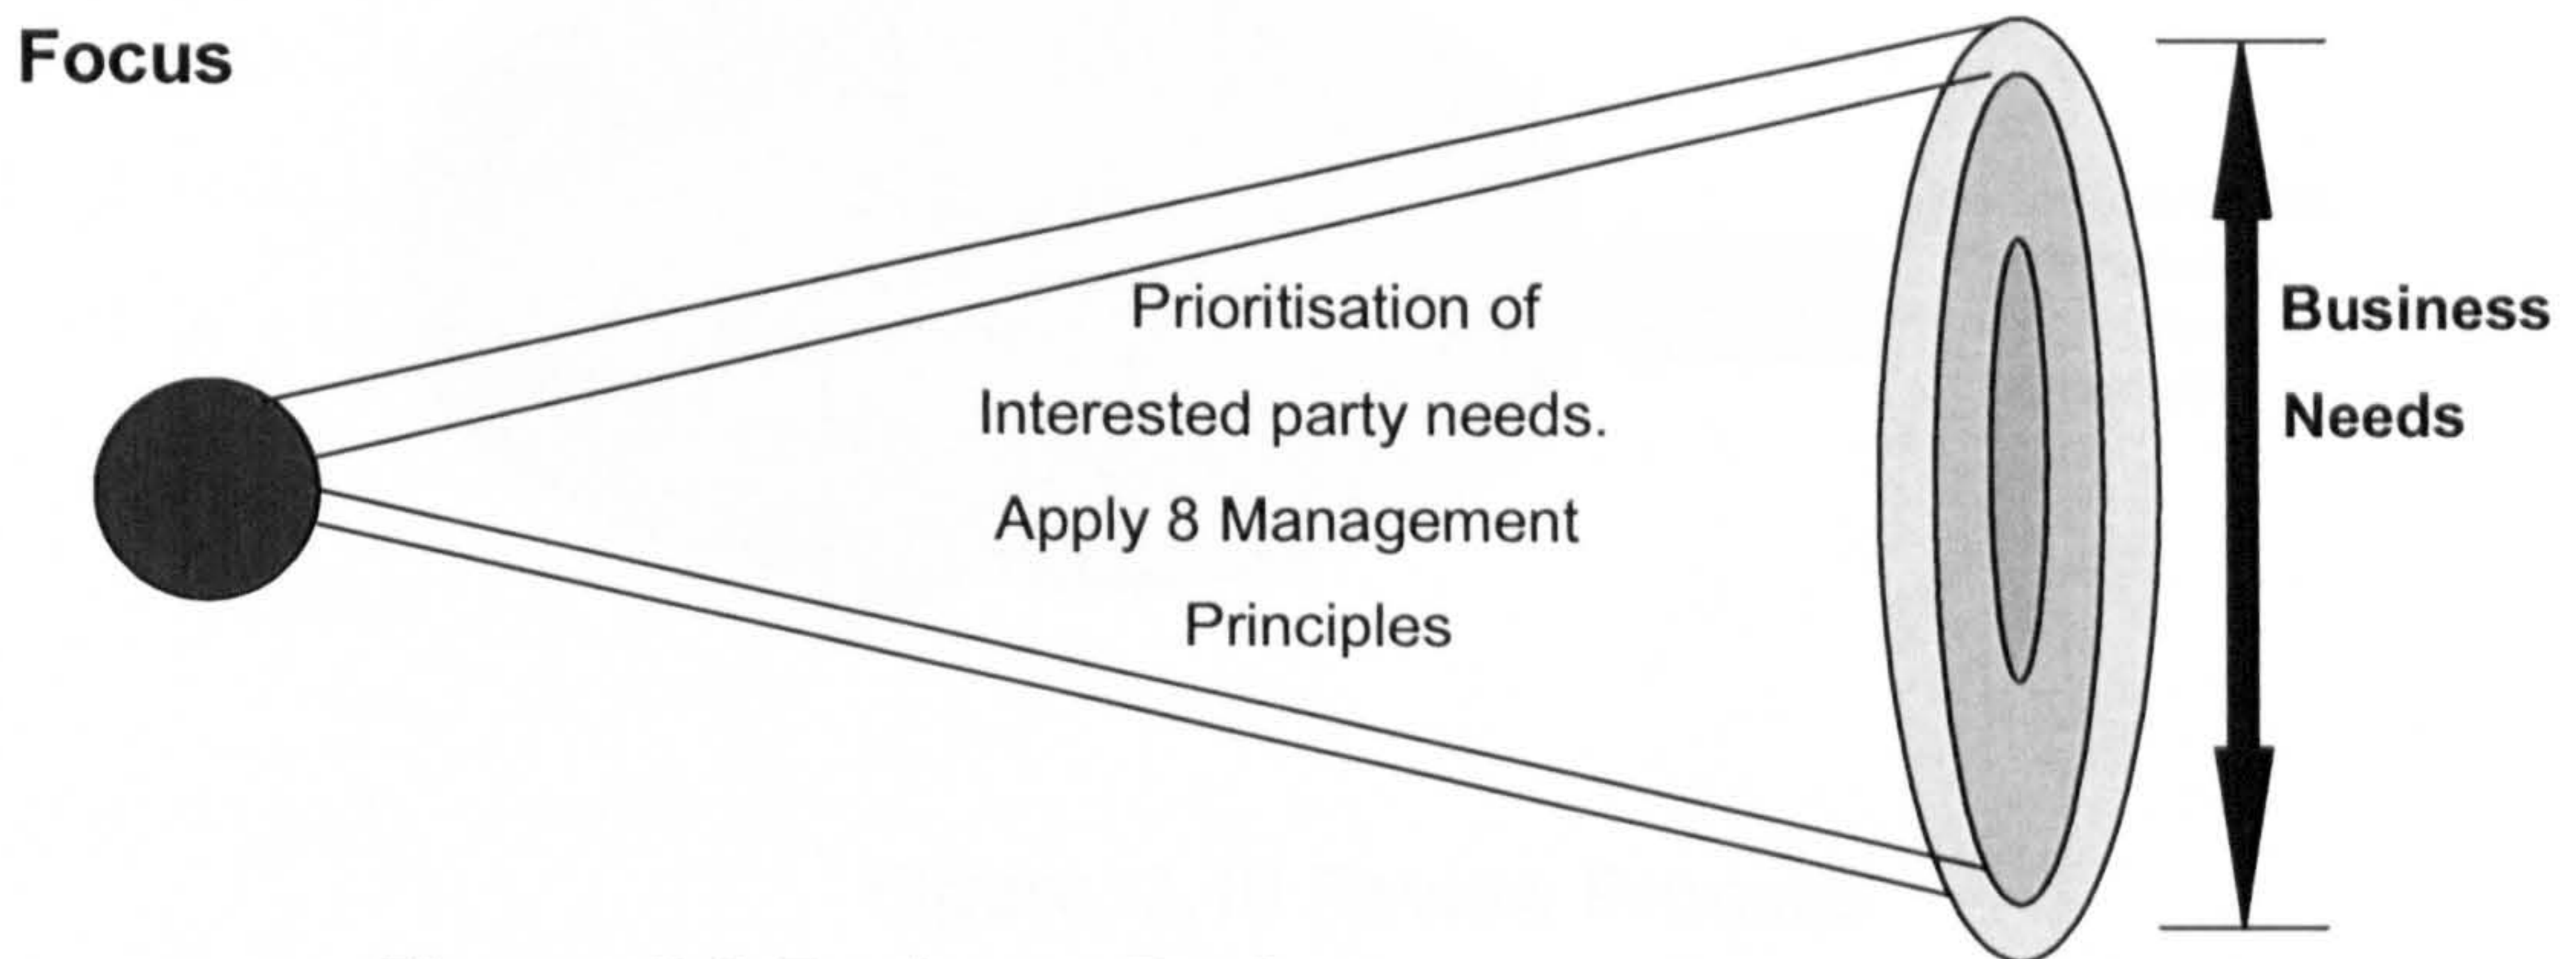 Focus
Prioritisation of
Interested party needs.
Apply 8 Management
Principles
Business
Needs